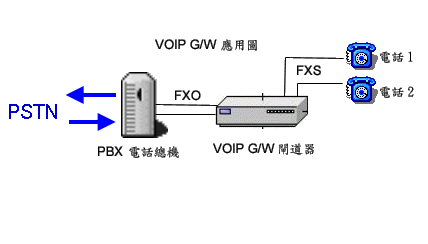 VOIP G/W 應用圖
電話 1
FXS
FXO
電話 2
PSTN
PBX 電話總機
VOIP G/W 閘道器